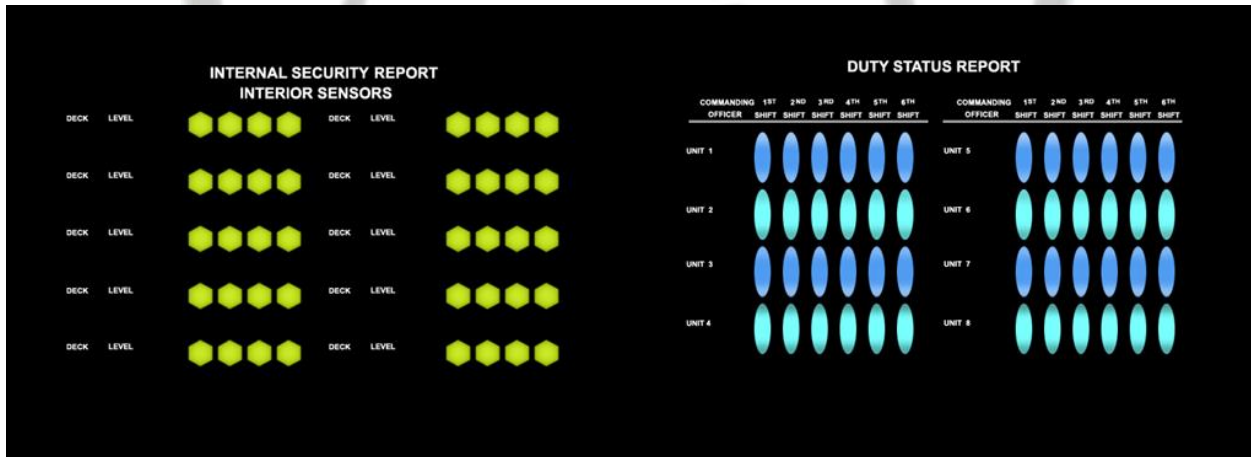 INTERNAL SECURITY REPORT
INTERIOR SENSORS
DECK LEVEL DECK LEVEL
DECK LEVEL DECK LEVEL
DECK LEVEL DECK LEVEL
DECK LEVEL DECK LEVEL
DECK LEVEL DECK LEVEL
DUTY STATUS REPORT
COMMANDING 1ST 2ND 3RD 4TH 5TH 6TH COMMANDING 1ST 2ND 3RD 4TH 5TH 6TH
OFFICER SHIFT SHIFT SHIFT SHIFT SHIFT SHIFT OFFICER SHIFT SHIFT SHIFT SHIFT SHIFT SHIFT
UNIT 1 UNIT 5
UNIT 2 UNIT 6
UNIT 3 UNIT 7
UNIT 4 UNIT 8